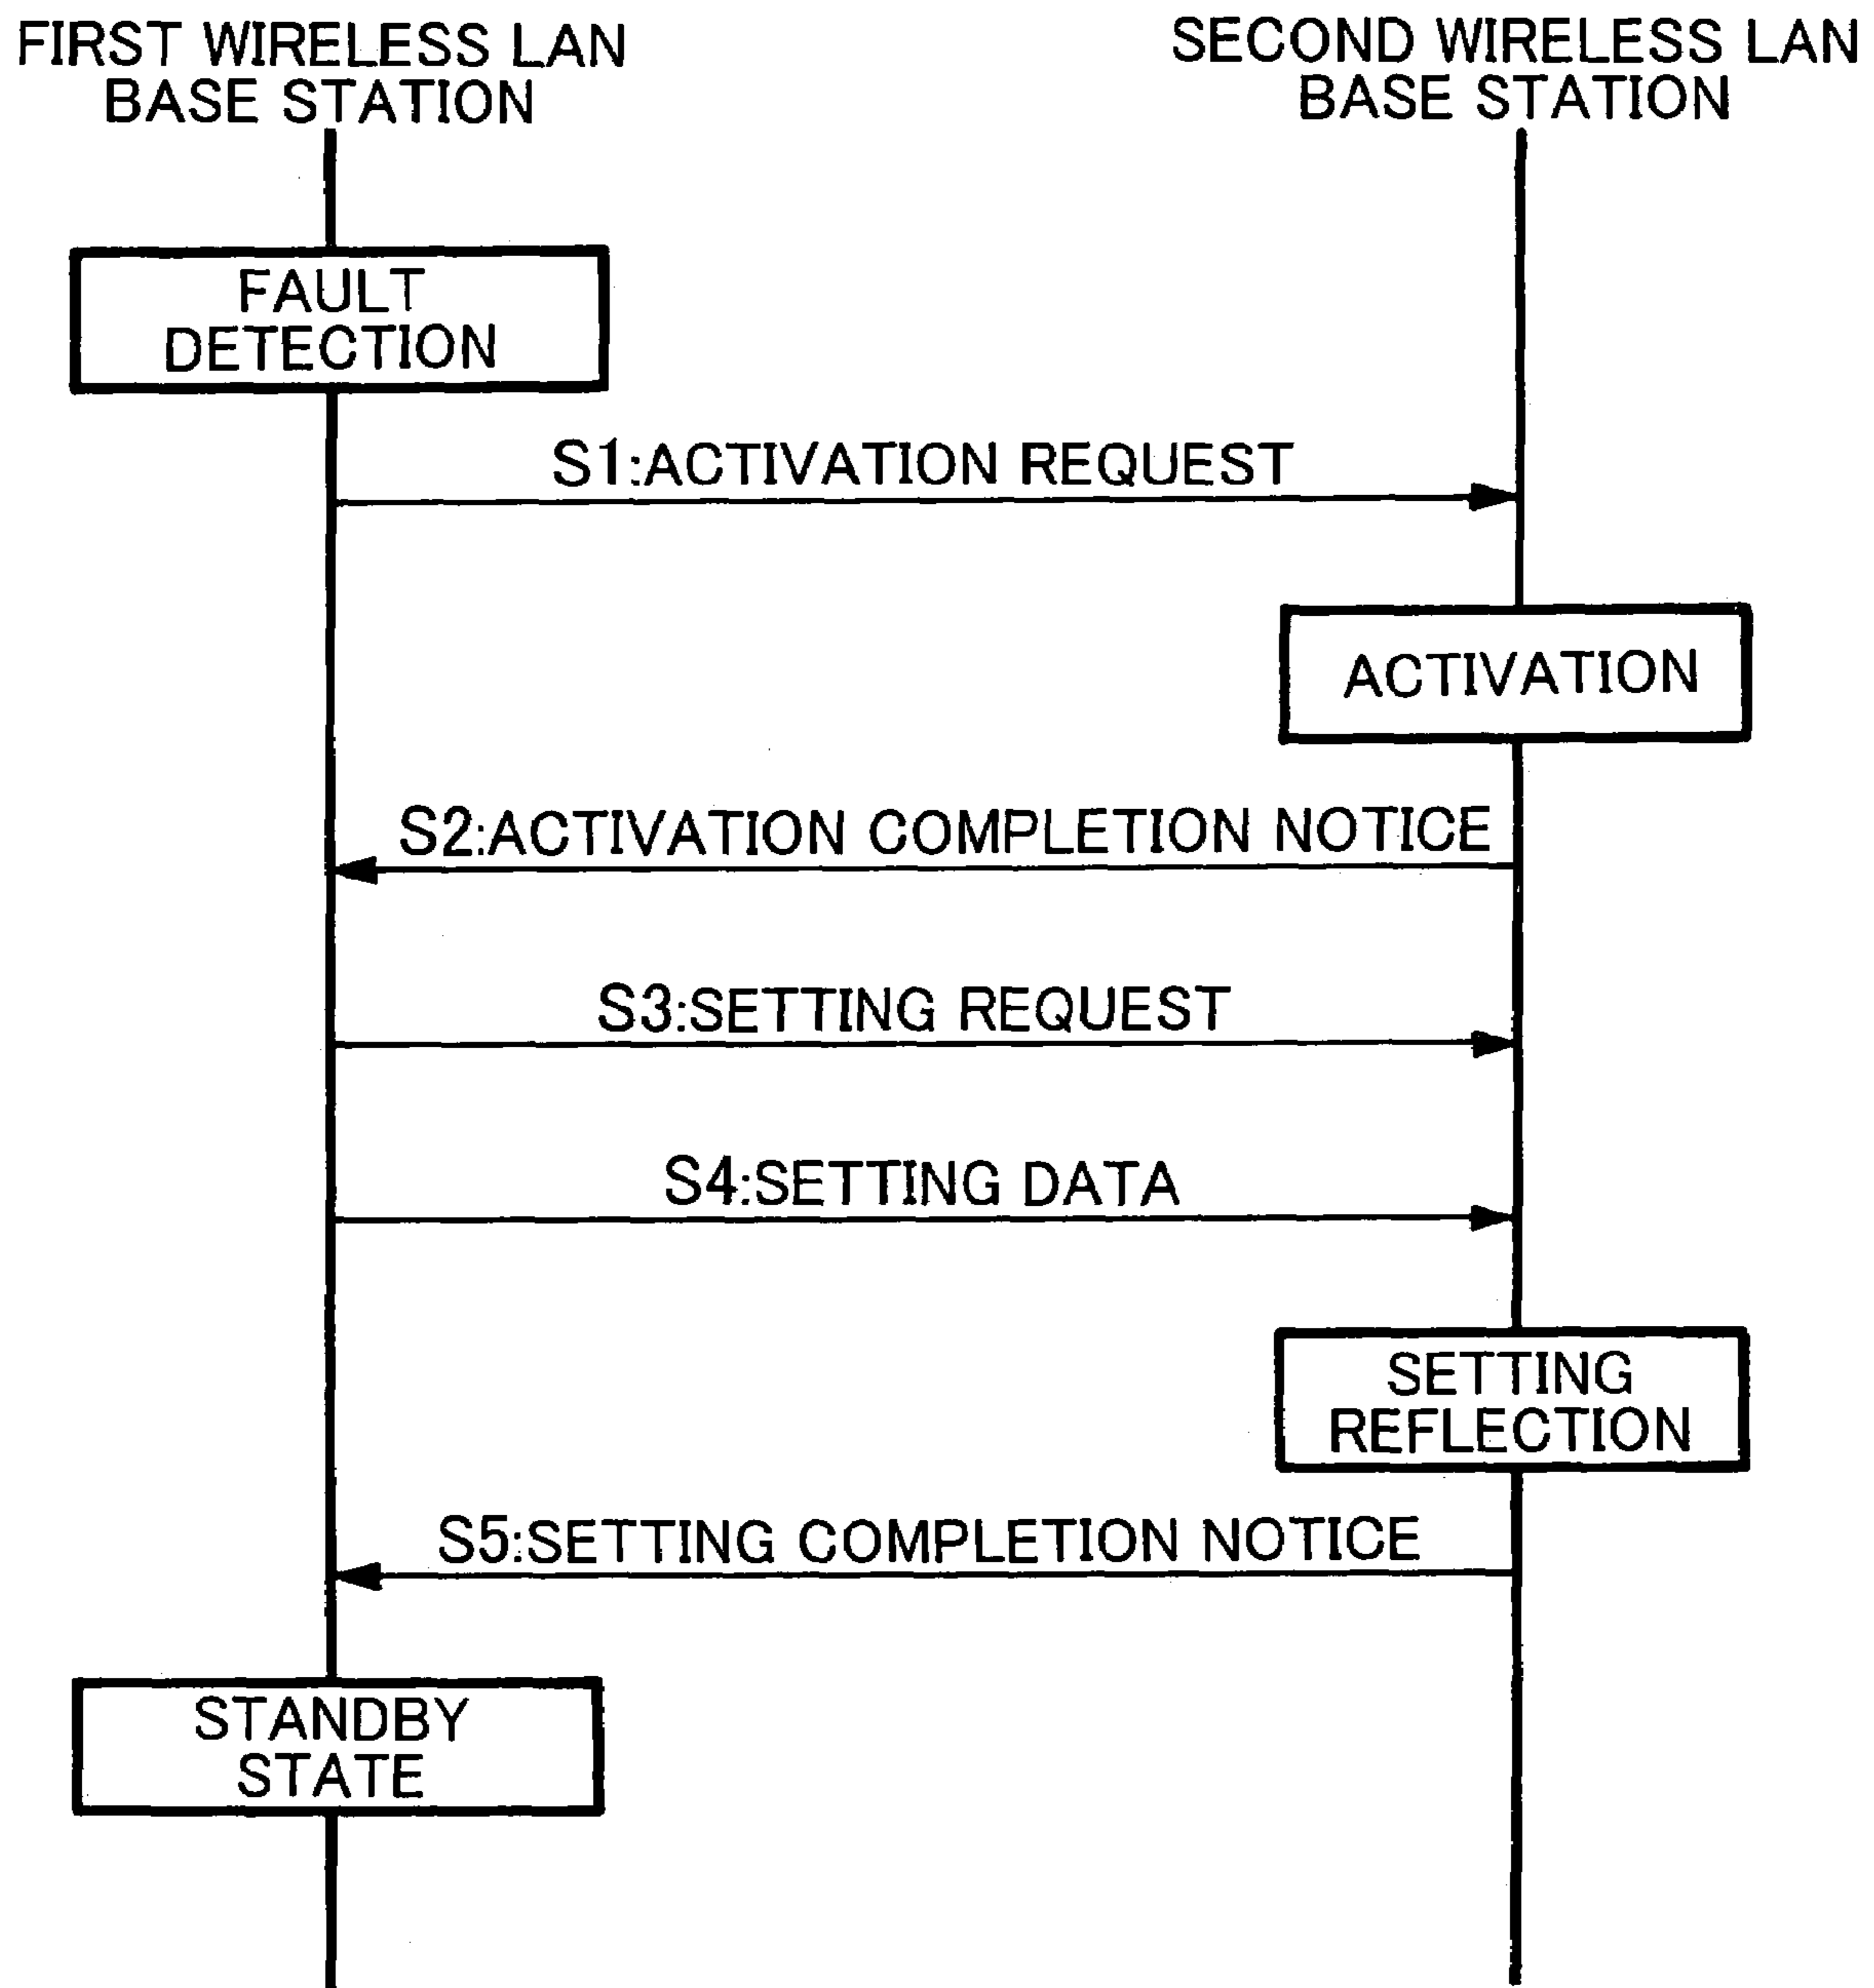 FIRST WIRELESS LAN
BASE STATION
SECOND WIRELESS LAN
BASE STATION
FAULT
DETECTION
S1:ACTIVATION REQUEST
ACTIVATION
S2:ACTIVATION COMPLETION NOTICE
S3:SETTING REQUEST
S4:SETTING DATA
SETTING
REFLECTION
S5:SETTING COMPLETION NOTICE
STANDBY
STATE